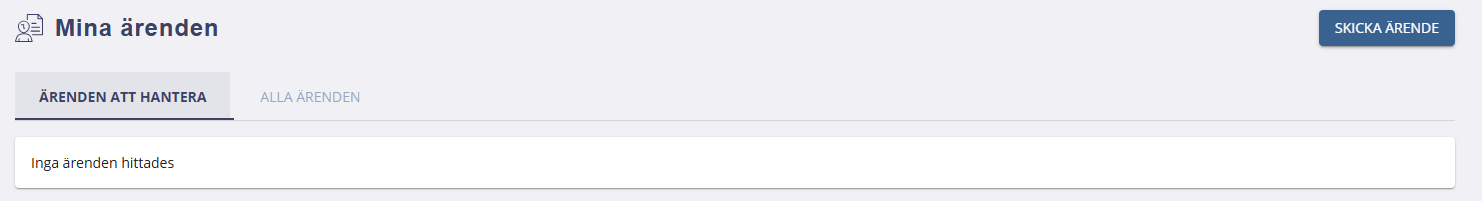 Mina ärenden
SKICKA ÄRENDE
ÄRENDEN ATT HANTERA
ALLA ÄRENDEN
Inga ärenden hittades